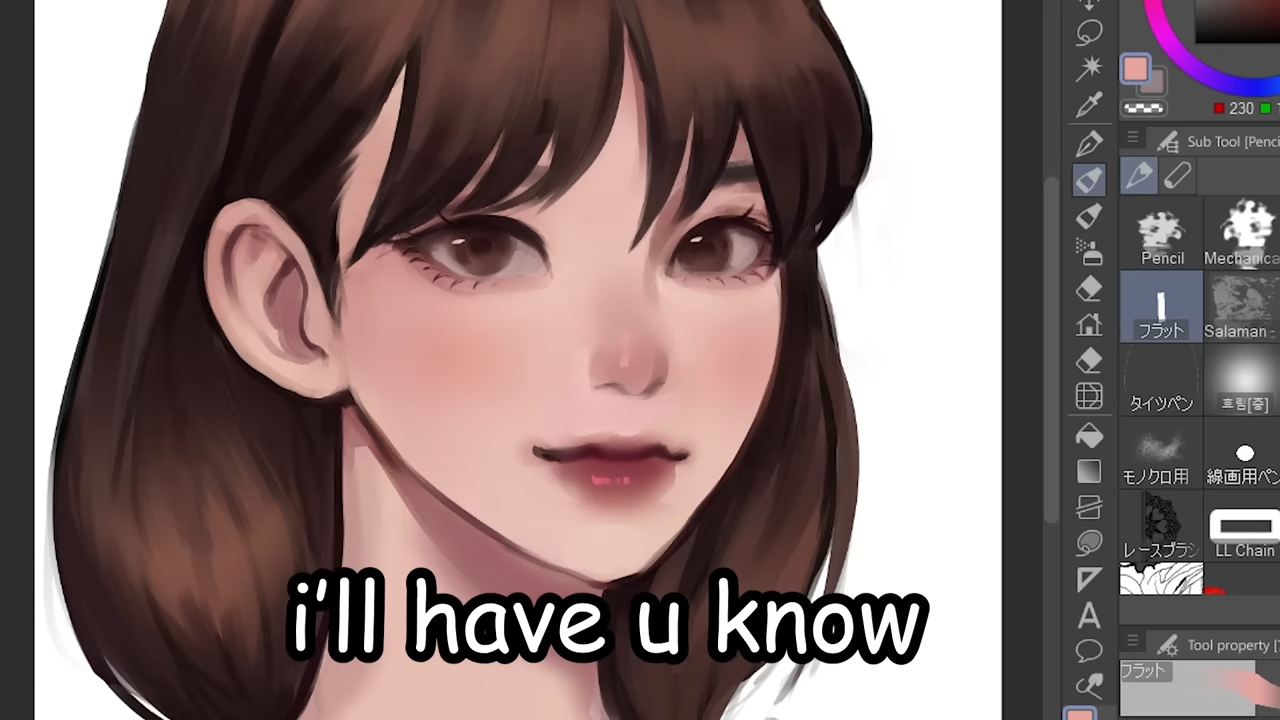 230
Sub Tool [Penci
Pencil
Mechanica
フラット
Salaman -
タイツペン
흐림[중]
モノクロ用
線画用ペン
レースブラシ
LL Chain
i'll have u know
Tool property [
フラット